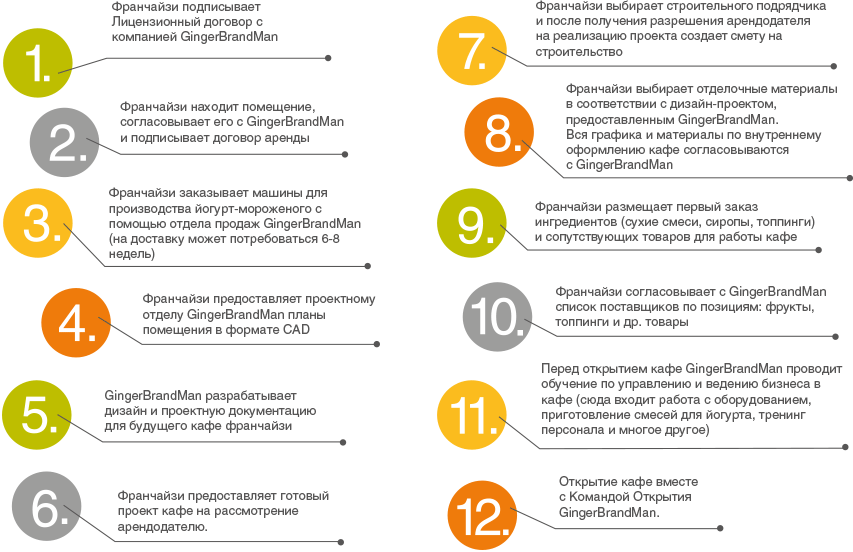 1.
Франчайзи подписывает
Лицензионный договор с
компанией GingerBrandMan
2.
Франчайзи находит помещение,
согласовывает его с GingerBrandMan
и подписывает договор аренды
3.
Франчайзи заказывает машины для
производства йогурт-мороженого с
помощью отдела продаж GingerBrandMan
(на доставку может потребоваться 6-8
недель)
4.
Франчайзи предоставляет проектному
отделу GingerBrandMan планы
помещения в формате CAD
5.
GingerBrandMan разрабатывает
дизайн и проектную документацию
для будущего кафе франчайзи
6.
Франчайзи предоставляет готовый
проект кафе на рассмотрение
арендодателю.
7.
Франчайзи выбирает строительного подрядчика
и после получения разрешения арендодателя
на реализацию проекта создает смету на
строительство
8.
Франчайзи выбирает отделочные материалы
в соответствии с дизайн-проектом,
предоставленным GingerBrandMan.
Вся графика и материалы по внутреннему
оформлению кафе согласовываются
с GingerBrandMan
9.
Франчайзи размещает первый заказ
ингредиентов (сухие смеси, сиропы, топпинги)
и сопутствующих товаров для работы кафе
10.
Франчайзи согласовывает с GingerBrandMan
список поставщиков по позициям: фрукты,
топпинги и др. товары
11.
Перед открытием кафе GingerBrandMan проводит
обучение по управлению и ведению бизнеса в
кафе (сюда входит работа с оборудованием,
приготовление смесей для йогурта, тренинг
персонала и многое другое)
12.
Открытие кафе вместе
с Командой Открытия
GingerBrandMan.